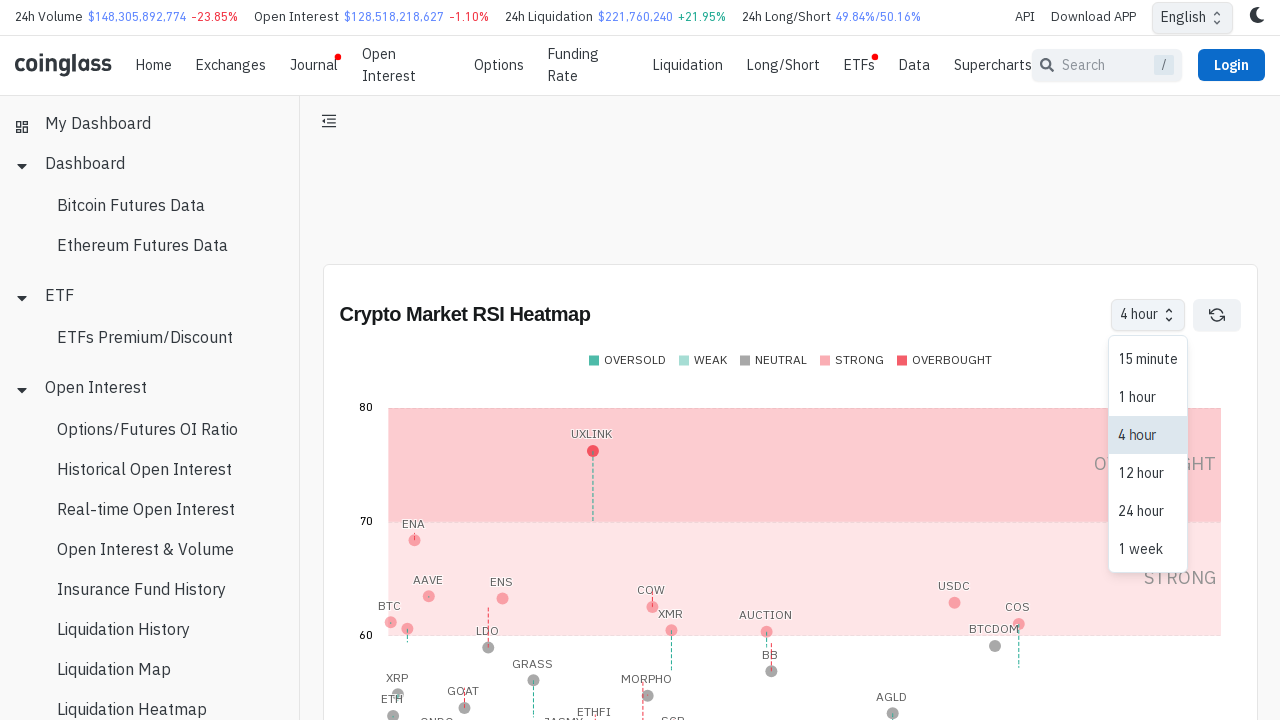 24h Volume $148,305,892,774 -23.85% Open Interest $128,518,218,627 -1.10% 24h Liquidation $221,760,240 +21.95% 24h Long/Short 49.84%/50.16% API Download APP English
coinglass Home Exchanges Journal Open Interest Options Funding Rate Liquidation Long/Short ETFs Data Supercharts Search / Login
My Dashboard
Dashboard
Bitcoin Futures Data
Ethereum Futures Data
ETF
ETFs Premium/Discount
Open Interest
Options/Futures OI Ratio
Historical Open Interest
Real-time Open Interest
Open Interest & Volume
Insurance Fund History
Liquidation History
Liquidation Map
Liquidation Heatmap
Crypto Market RSI Heatmap
4 hour
15 minute
1 hour
4 hour
12 hour
24 hour
1 week
OVERSOLD WEAK NEUTRAL STRONG OVERBOUGHT
80
UXLINK
70
ENA
STRONG
AAVE
ENS
COW
USDC
BTC
XMR
AUCTION
COS
60
LDO
BTCDOM
BB
GRASS
XRP
MORPHO
ETH
GOAT
AGLD
ETHFI